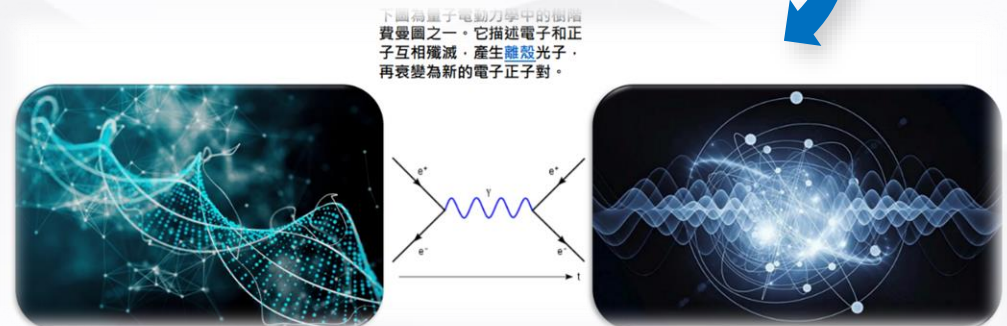 下圖為量子電動力學中的樹階
費曼圖之一。它描述電子和正
子互相殲滅,產生離殼光子,
再衰變為新的電子正子對。
e⁺
e⁺
γ
e⁻
e⁻
t